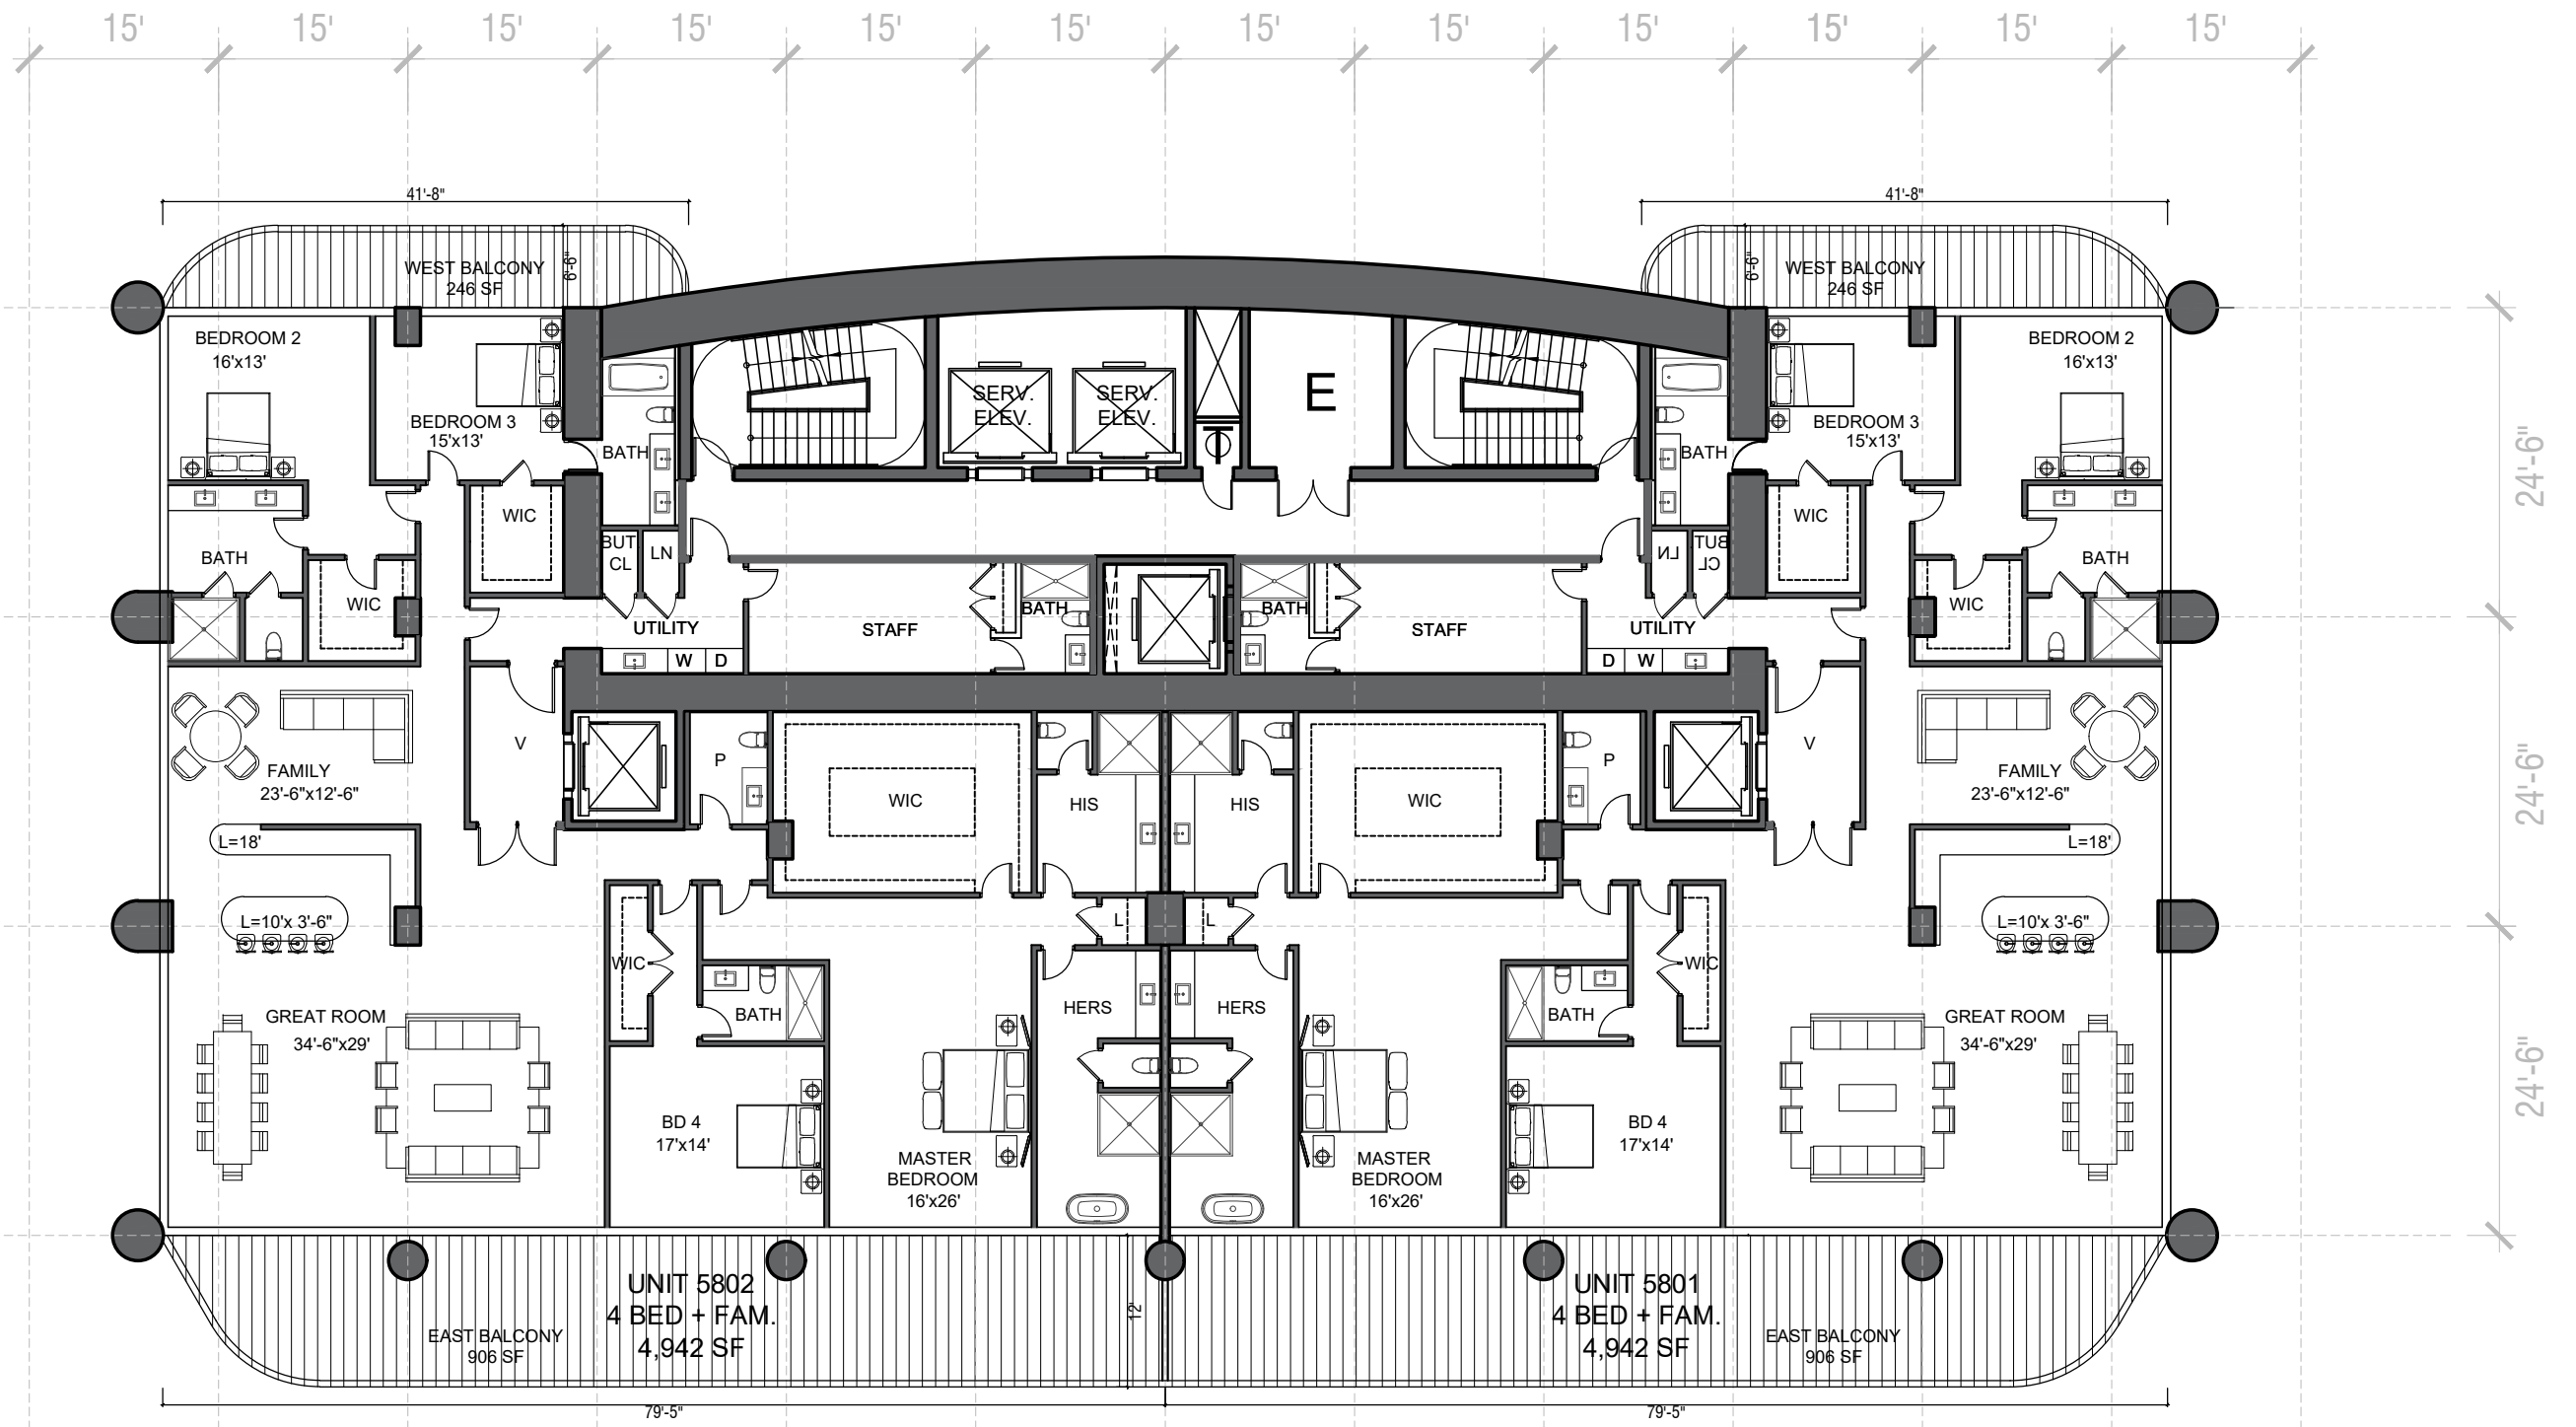 15' 15' 15' 15' 15' 15' 15' 15' 15' 15' 15' 15'
41'-8" 41'-8"
WEST BALCONY
246 SF
6'-6"
6'-6"
WEST BALCONY
246 SF
BEDROOM 2
16'x13'
BEDROOM 3
15'x13'
SERV.
ELEV.
SERV.
ELEV.
E
T
BEDROOM 3
15'x13'
BEDROOM 2
16'x13'
24'-6"
BATH
BATH
WIC
WIC
BUT
CL
LN
LN
BUT
CL
BATH
BATH
WIC
WIC
UTILITY
STAFF
BATH
BATH
STAFF
UTILITY
W D
D W
V
P
WIC
HIS
HIS
WIC
P
V
24'-6"
FAMILY
23'-6"x12'-6"
FAMILY
23'-6"x12'-6"
L=18'
L=18'
L=10'x 3'-6"
L
L
L=10'x 3'-6"
WIC
WIC
BATH
HERS
HERS
BATH
GREAT ROOM
34'-6"x29'
GREAT ROOM
34'-6"x29'
24'-6"
BD 4
17'x14'
MASTER
BEDROOM
16'x26'
MASTER
BEDROOM
16'x26'
BD 4
17'x14'
UNIT 5802
4 BED + FAM.
4,942 SF
12'
UNIT 5801
4 BED + FAM.
4,942 SF
EAST BALCONY
906 SF
EAST BALCONY
906 SF
79'-5" 79'-5"